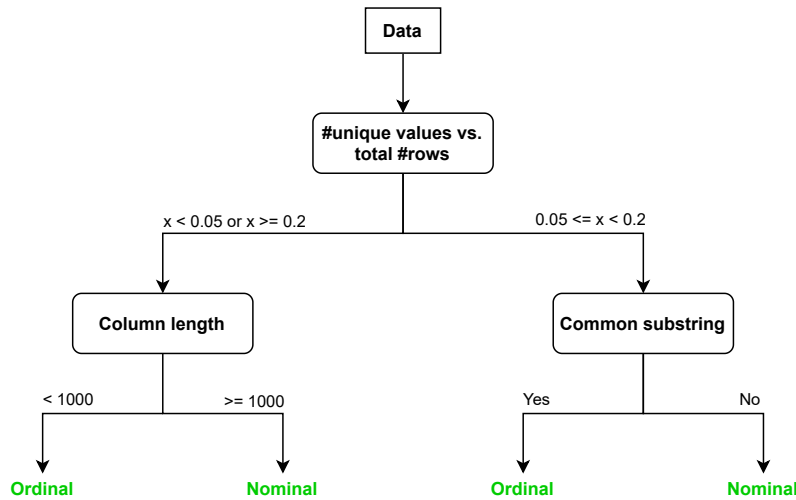 Data
#unique values vs.
total #rows
x < 0.05 or x >= 0.2
0.05 <= x < 0.2
Column length
Common substring
< 1000
>= 1000
Yes
No
Ordinal
Nominal
Ordinal
Nominal